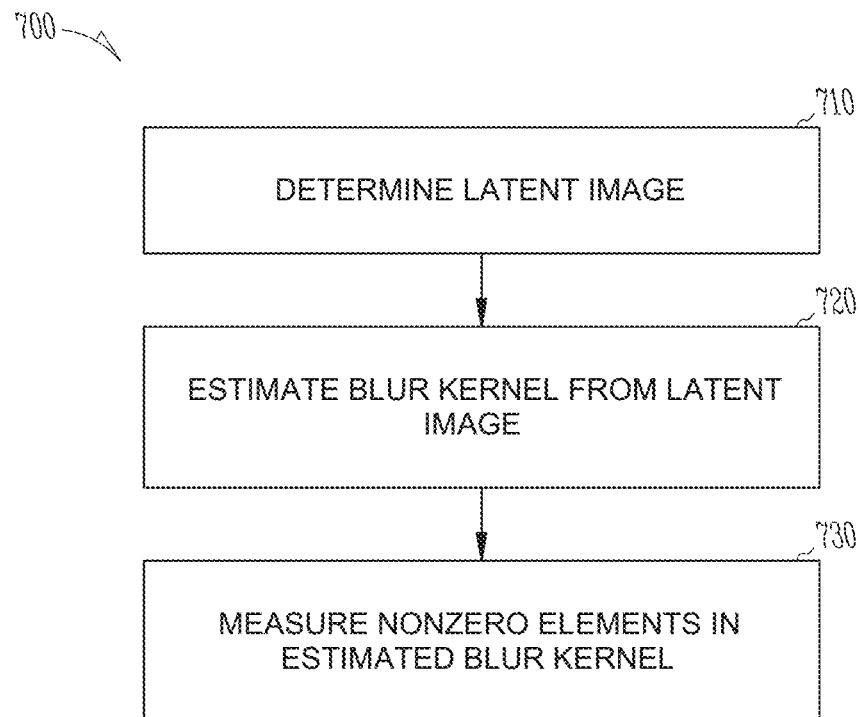 700
710
DETERMINE LATENT IMAGE
720
ESTIMATE BLUR KERNEL FROM LATENT
IMAGE
730
MEASURE NONZERO ELEMENTS IN
ESTIMATED BLUR KERNEL